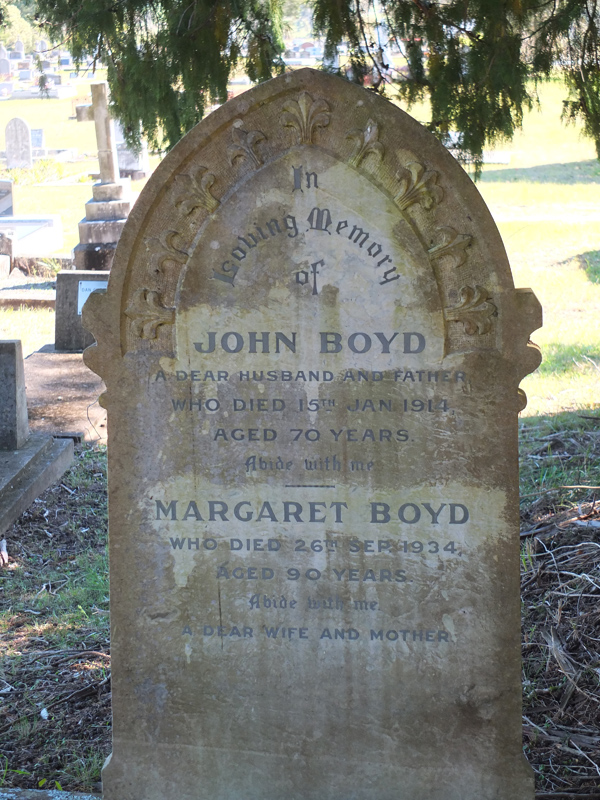 In
Loving Memory
of
JOHN BOYD
A DEAR HUSBAND AND FATHER
WHO DIED 15TH JAN. 1914.
AGED 70 YEARS.
Abide with me
MARGARET BOYD
WHO DIED 26TH SEP. 1934,
AGED 90 YEARS.
Abide with me.
A DEAR WIFE AND MOTHER.